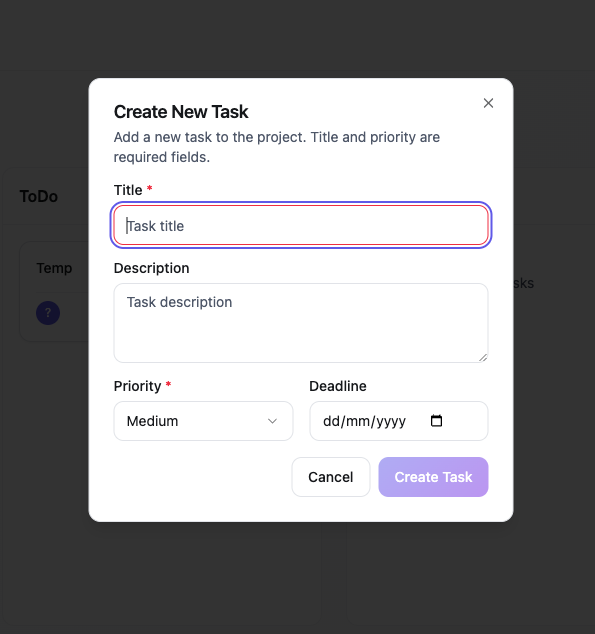 Create New Task
Add a new task to the project. Title and priority are
required fields.
ToDo
Title *
Task title
Temp
Description
sks
?
Task description
Priority *
Deadline
Medium
dd/mm/yyyy
Cancel
Create Task